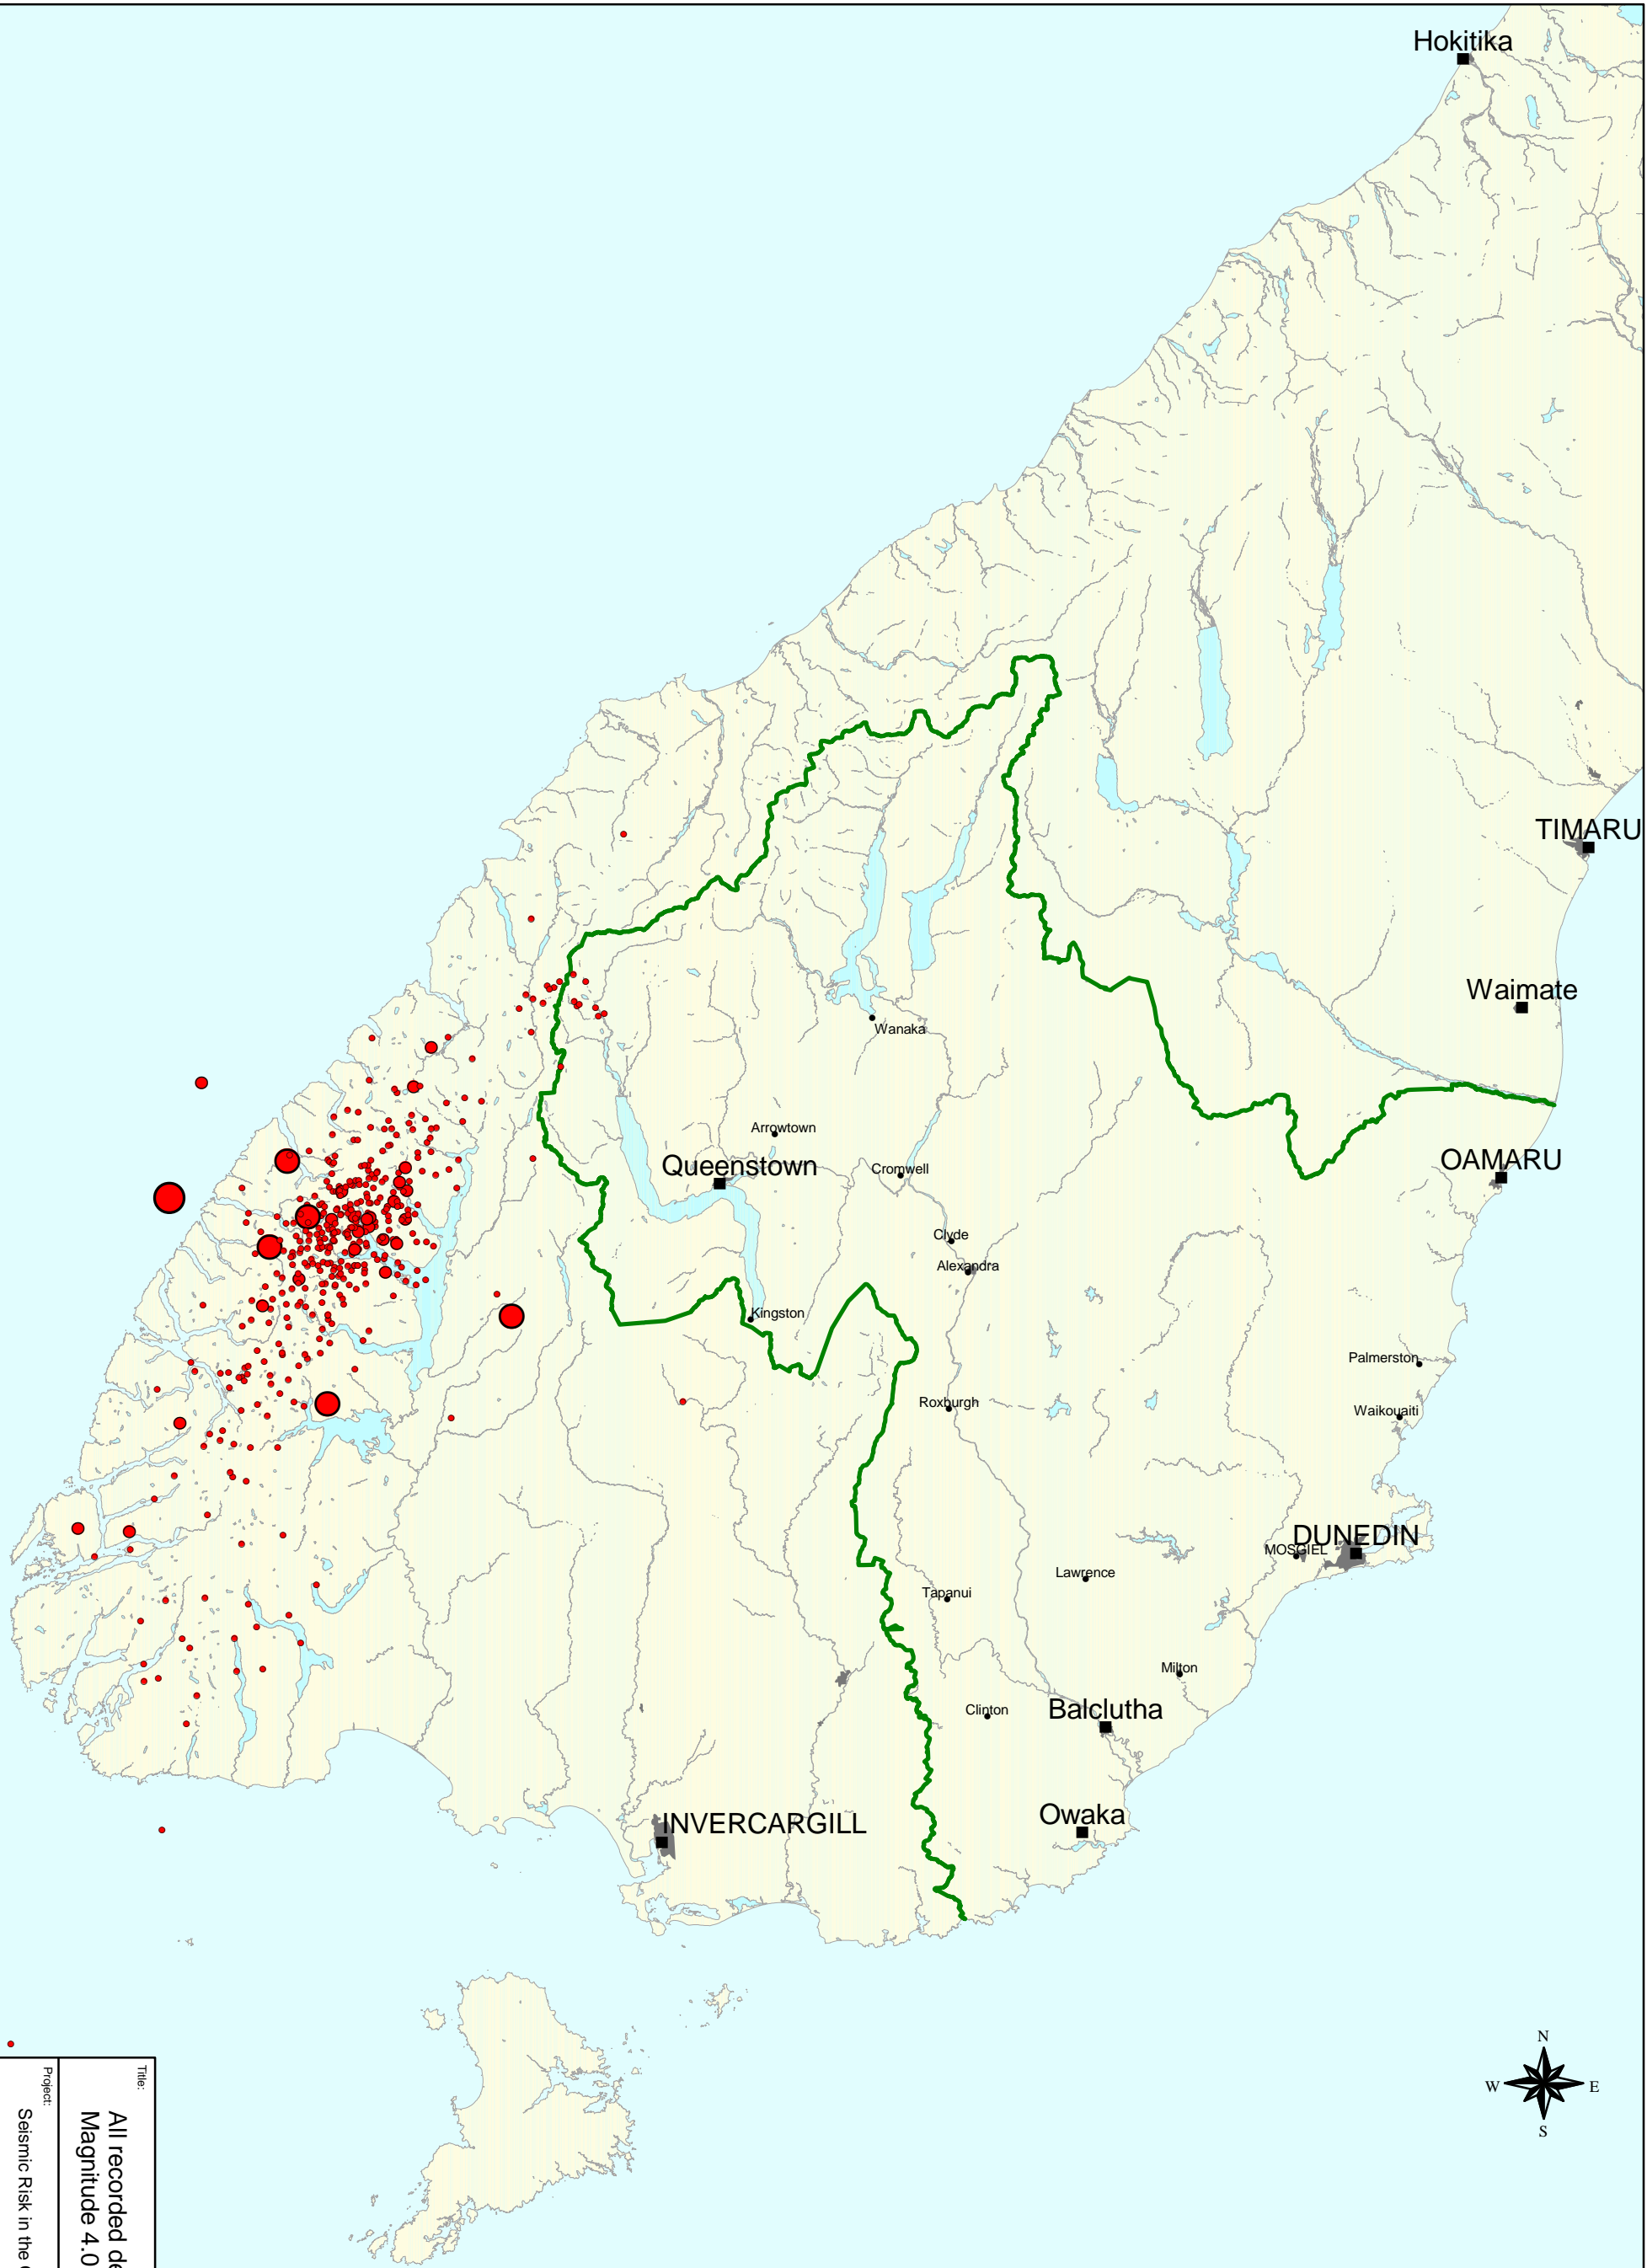 Hokitika
TIMARU
Waimate
Wanaka
Arrowtown
Queenstown
Cromwell
OAMARU
Clyde
Alexandra
Kingston
Palmerston
Roxburgh
Waikouaiti
DUNEDIN
MOSGIEL
Lawrence
Tapanui
Milton
Clinton
Balclutha
Owaka
INVERCARGILL
N
W
E
S
Title:
All recorded de
Magnitude 4.0
Project:
Seismic Risk in the